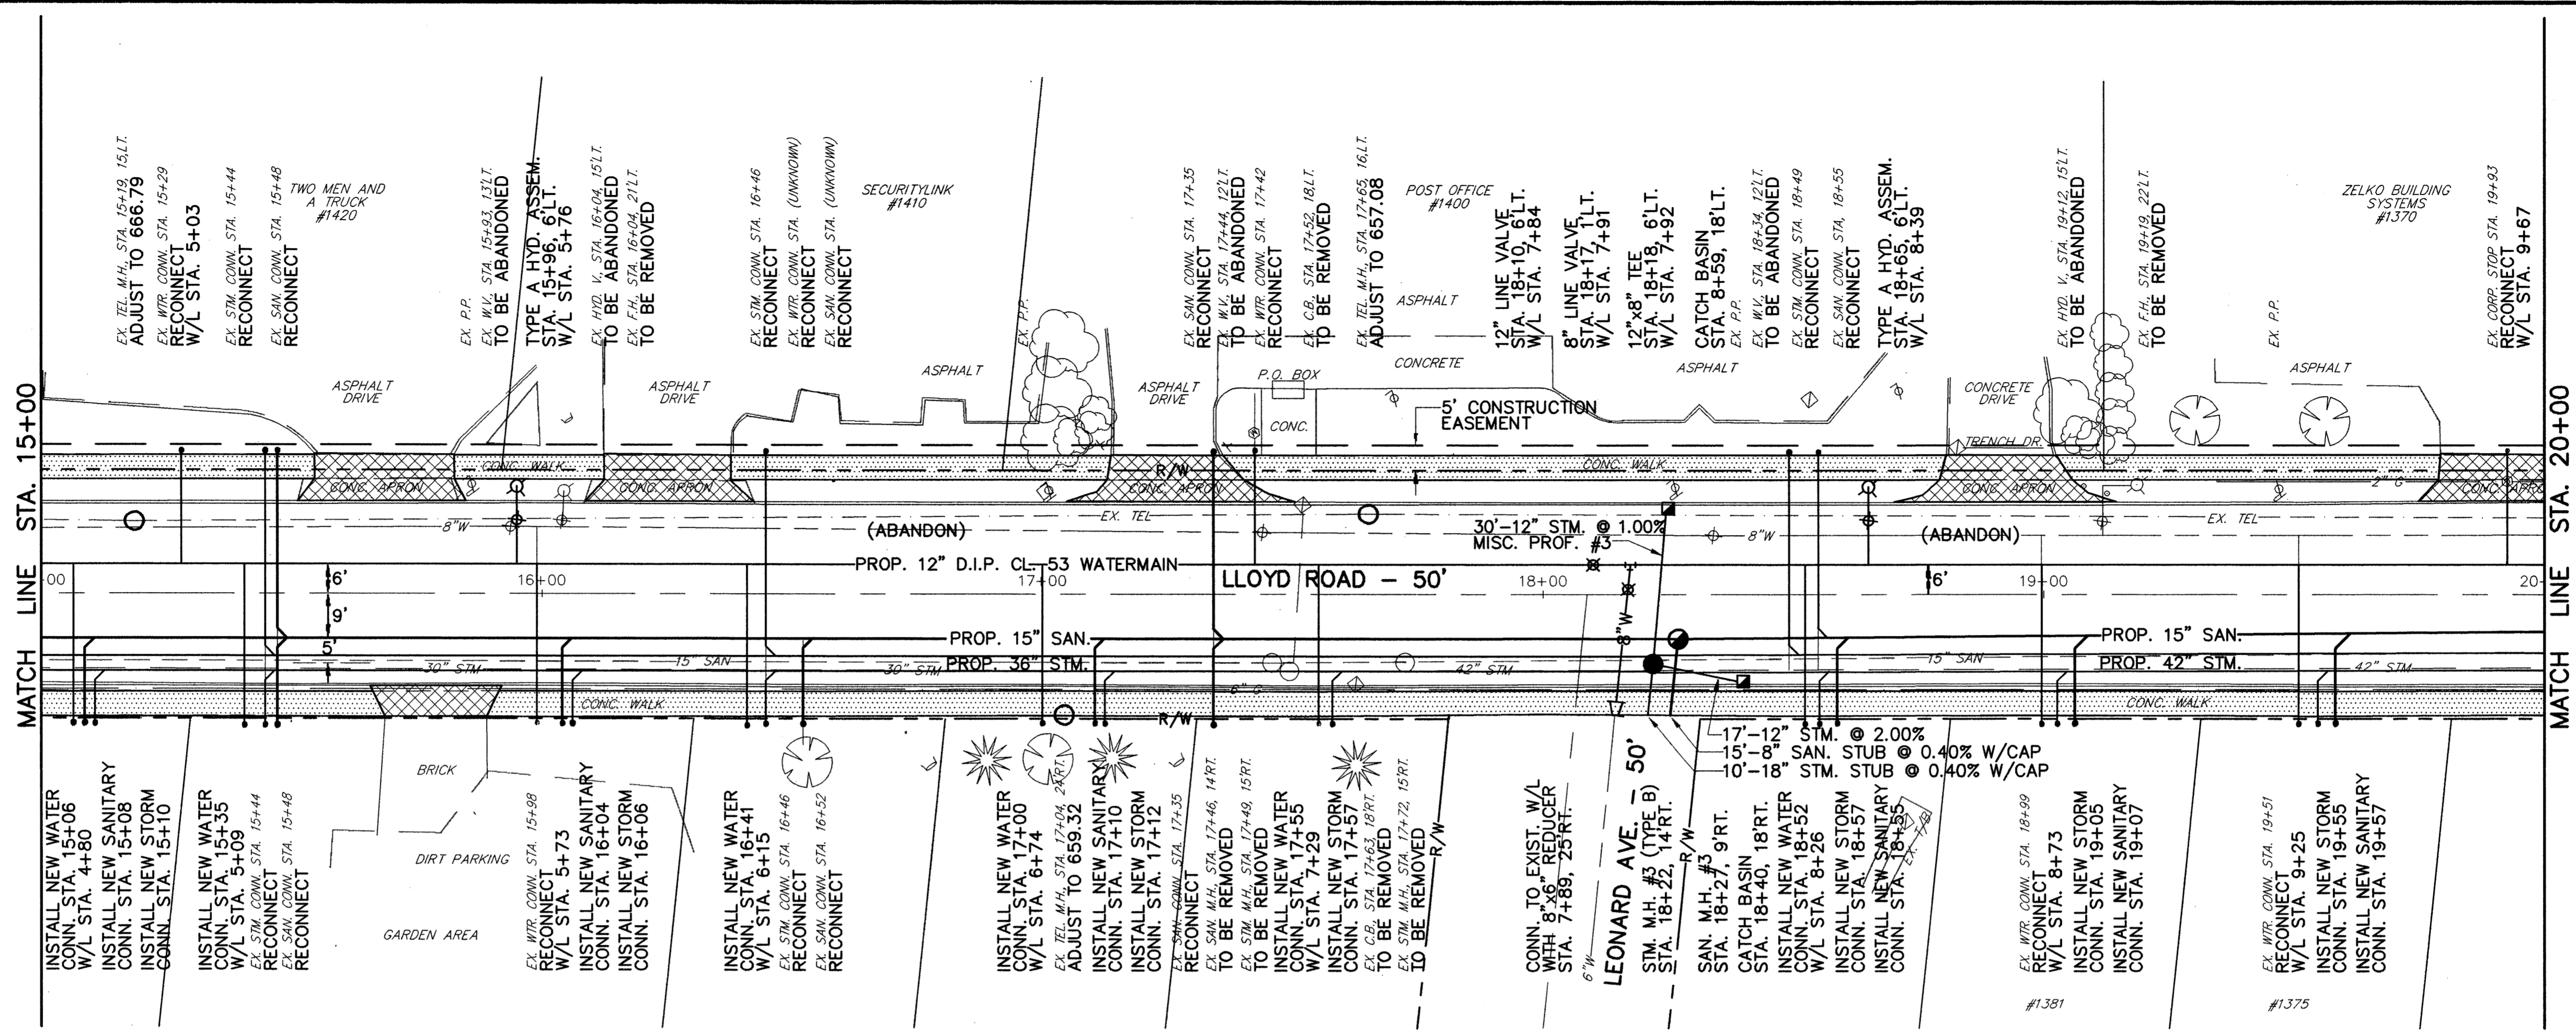 MATCH LINE STA. 15+00
EX. TEL. M.H., STA. 15+19, 15,LT.
ADJUST TO 666.79
EX. WTR. CONN. STA. 15+29
RECONNECT
W/L STA. 5+03
EX. STM. CONN. STA. 15+44
RECONNECT
EX. SAN. CONN. STA. 15+48
RECONNECT
TWO MEN AND
A TRUCK
#1420
EX. P.P.
EX. W.V., STA. 15+93, 13'LT.
TO BE ABANDONED
TYPE A HYD. ASSEM.
STA. 15+96, 6'LT.
W/L STA. 5+76
EX. HYD. V., STA. 16+04, 15'LT.
TO BE ABANDONED
EX. F.H., STA. 16+04, 21'LT.
TO BE REMOVED
EX. STM. CONN. STA. 16+46
RECONNECT
EX. WTR. CONN. STA. (UNKNOWN)
RECONNECT
EX. SAN. CONN. STA. (UNKNOWN)
RECONNECT
SECURITYLINK
#1410
EX. P.P.
EX. SAN. CONN. STA. 17+35
RECONNECT
EX. W.V., STA. 17+44, 12'LT.
TO BE ABANDONED
EX. WTR. CONN. STA. 17+42
RECONNECT
EX. C.B., STA. 17+52, 18,LT.
TO BE REMOVED
EX. TEL. M.H., STA. 17+65, 16,LT.
ADJUST TO 657.08
POST OFFICE
#1400
12" LINE VALVE
STA. 18+10, 6'LT.
W/L STA. 7+84
8" LINE VALVE
STA. 18+17, 1'LT.
W/L STA. 7+91
12"x8" TEE
STA. 18+18, 6'LT.
W/L STA. 7+92
CATCH BASIN
STA. 8+59, 18'LT.
EX. P.P.
EX. W.V., STA. 18+34, 12'LT.
TO BE ABANDONED
EX. STM. CONN. STA. 18+49
RECONNECT
EX. SAN. CONN. STA, 18+55
RECONNECT
TYPE A HYD. ASSEM.
STA. 18+65, 6'LT.
W/L STA. 8+39
EX. HYD. V., STA. 19+12, 15'LT.
TO BE ABANDONED
EX. F.H., STA. 19+19, 22'LT.
TO BE REMOVED
EX. P.P.
ZELKO BUILDING
SYSTEMS
#1370
EX. CORP. STOP STA. 19+93
RECONNECT
W/L STA. 9+67
MATCH LINE STA. 20+00
ASPHALT
DRIVE
ASPHALT
DRIVE
ASPHALT
ASPHALT
DRIVE
P.O. BOX
CONC.
ASPHALT
CONCRETE
5' CONSTRUCTION
EASEMENT
ASPHALT
CONCRETE
DRIVE
TRENCH DR.
ASPHALT
CONC. WALK
R/W
CONC. WALK
CONC. APRON
CONC. APRON
CONC. APRON
CONC. APRON
2" G
CONC. APR
8"W
(ABANDON)
EX. TEL
30'-12" STM. @ 1.00%
MISC. PROF. #3
8"W
(ABANDON)
EX. TEL
PROP. 12" D.I.P. CL. 53 WATERMAIN
00
6'
16+00
17+00
LLOYD ROAD - 50'
18+00
19+00
6'
20
9'
8"W
5'
PROP. 15" SAN.
PROP. 15" SAN.
30" STM
15" SAN
30" STM
PROP. 36" STM.
42" STM
15" SAN
PROP. 42" STM.
42" STM
6" G
CONC. WALK
R/W
CONC. WALK
17'-12" STM. @ 2.00%
15'-8" SAN. STUB @ 0.40% W/CAP
10'-18" STM. STUB @ 0.40% W/CAP
BRICK
DIRT PARKING
GARDEN AREA
INSTALL NEW WATER
CONN. STA. 15+06
W/L STA. 4+80
INSTALL NEW SANITARY
CONN. STA. 15+08
INSTALL NEW STORM
CONN. STA. 15+10
INSTALL NEW WATER
CONN. STA. 15+35
W/L STA. 5+09
EX. STM. CONN. STA. 15+44
RECONNECT
EX. SAN. CONN. STA. 15+48
RECONNECT
EX. WTR. CONN. STA. 15+98
RECONNECT
W/L STA. 5+73
INSTALL NEW SANITARY
CONN. STA. 16+04
INSTALL NEW STORM
CONN. STA. 16+06
INSTALL NEW WATER
CONN. STA. 16+41
W/L STA. 6+15
EX. STM. CONN. STA. 16+46
RECONNECT
EX. SAN. CONN. STA. 16+52
RECONNECT
INSTALL NEW WATER
CONN. STA. 17+00
W/L STA. 6+74
EX. TEL. M.H., STA. 17+04, 24'RT.
ADJUST TO 659.32
INSTALL NEW SANITARY
CONN. STA. 17+10
INSTALL NEW STORM
CONN. STA. 17+12
EX. SAN. CONN. STA. 17+35
RECONNECT
EX. SAN. M.H., STA. 17+46, 14'RT.
TO BE REMOVED
EX. STM. M.H., STA. 17+49, 15'RT.
TO BE REMOVED
INSTALL NEW WATER
CONN. STA. 17+55
W/L STA. 7+29
INSTALL NEW STORM
CONN. STA. 17+57
EX. C.B., STA. 17+63, 18'RT.
TO BE REMOVED
EX. STM. M.H., STA. 17+72, 15'RT.
TO BE REMOVED
R/W
CONN. TO EXIST. W/L
WITH 8"x6" REDUCER
STA. 7+89, 25'RT.
6"W
LEONARD AVE. - 50'
STM. M.H. #3 (TYPE B)
STA. 18+22, 14'RT.
R/W
SAN. M.H. #3
STA. 18+27, 9'RT.
CATCH BASIN
STA. 18+40, 18'RT.
INSTALL NEW WATER
CONN. STA. 18+52
W/L STA. 8+26
INSTALL NEW STORM
CONN. STA. 18+57
INSTALL NEW SANITARY
CONN. STA. 18+55
EX. WTR. CONN. STA. 18+99
RECONNECT
W/L STA. 8+73
INSTALL NEW STORM
CONN. STA. 19+05
INSTALL NEW SANITARY
CONN. STA. 19+07
#1381
EX. WTR. CONN. STA. 19+51
RECONNECT
W/L STA. 9+25
INSTALL NEW STORM
CONN. STA. 19+55
INSTALL NEW SANITARY
CONN. STA. 19+57
#1375